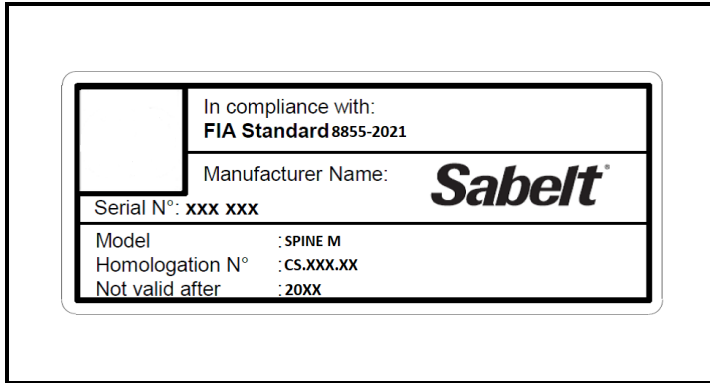 In compliance with:
FIA Standard 8855-2021
Manufacturer Name: Sabelt
Serial N°: xxx xxx
Model : SPINE M
Homologation N° : CS.XXX.XX
Not valid after : 20XX